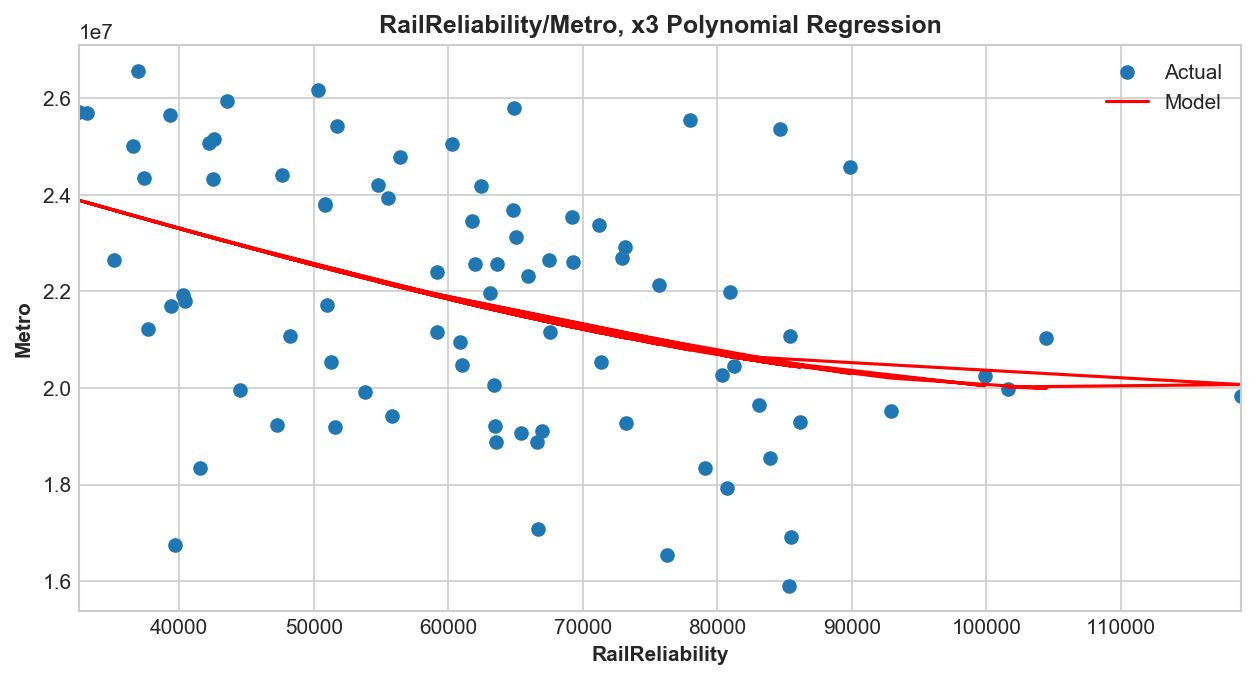 RailReliability/Metro, x3 Polynomial Regression
1e7
Actual
Model
2.6
2.4
2.2
2.0
1.8
1.6
Metro
40000 50000 60000 70000 80000 90000 100000 110000
RailReliability